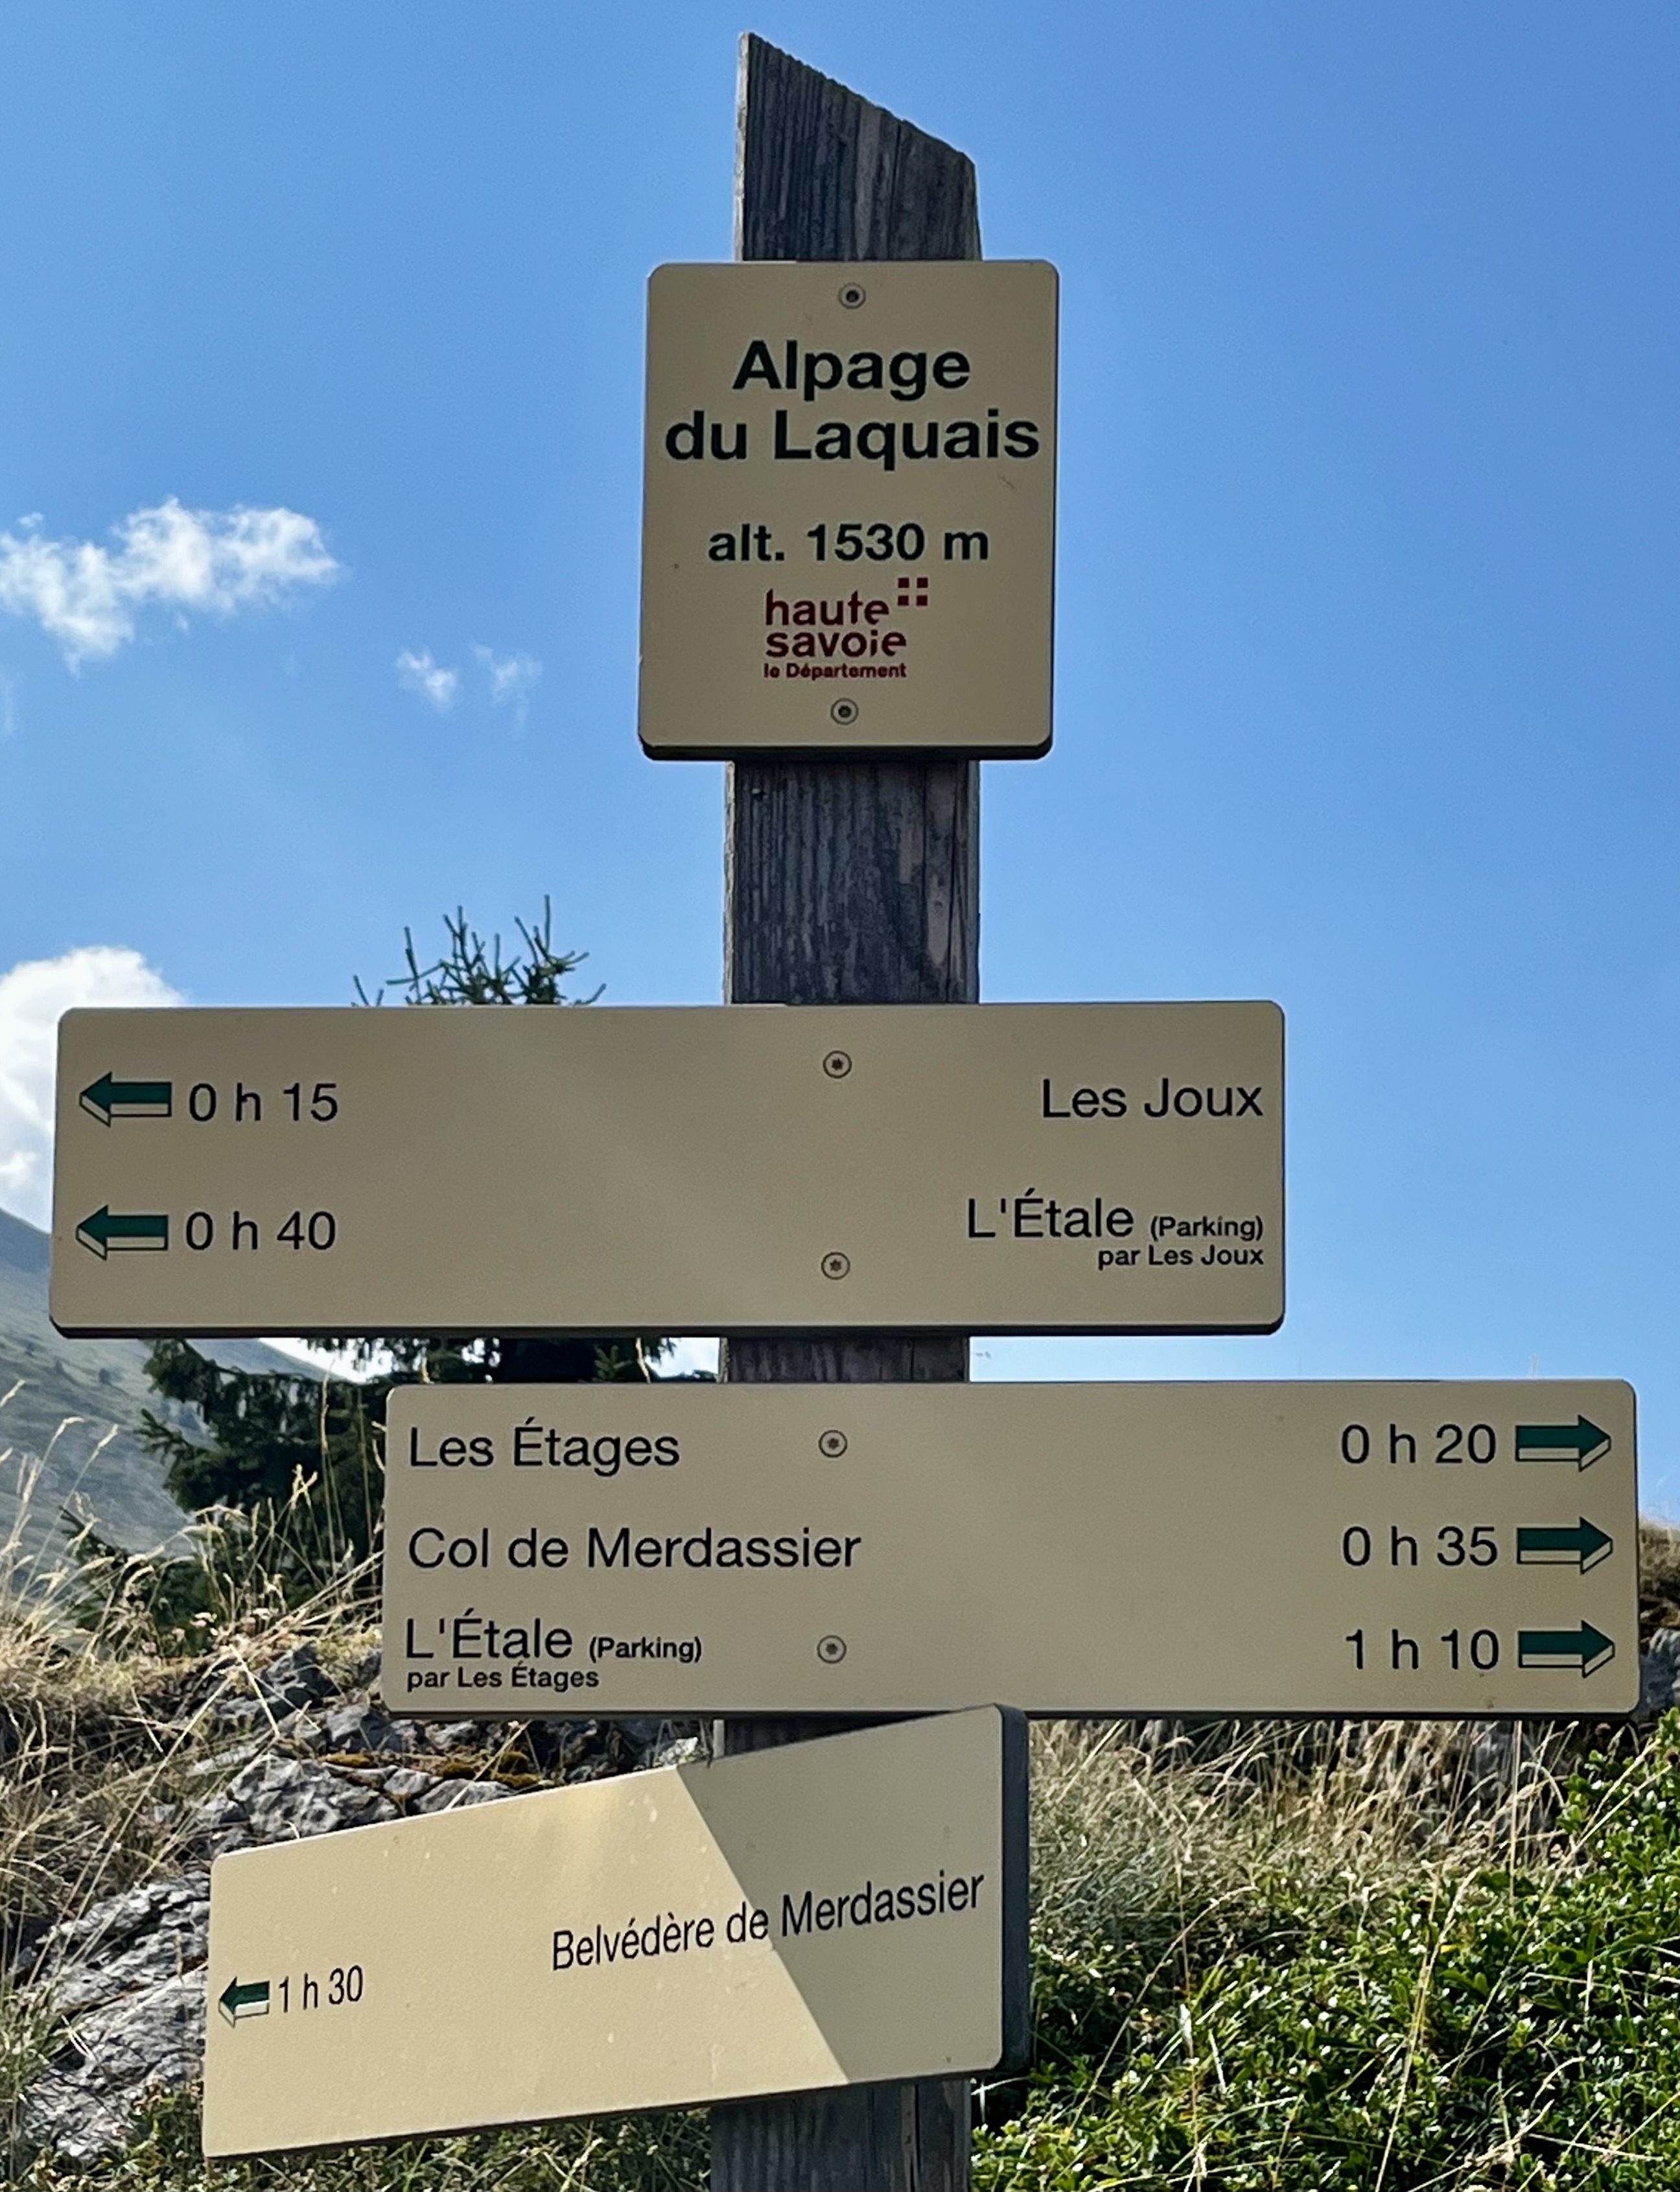 Alpage
du Laquais
alt. 1530 m
haute
savoie
le Département
0 h 15 Les Joux
0 h 40 L'Étale (Parking)
par Les Joux
Les Étages 0 h 20
Col de Merdassier 0 h 35
L'Étale (Parking) 1 h 10
par Les Étages
1 h 30 Belvédère de Merdassier